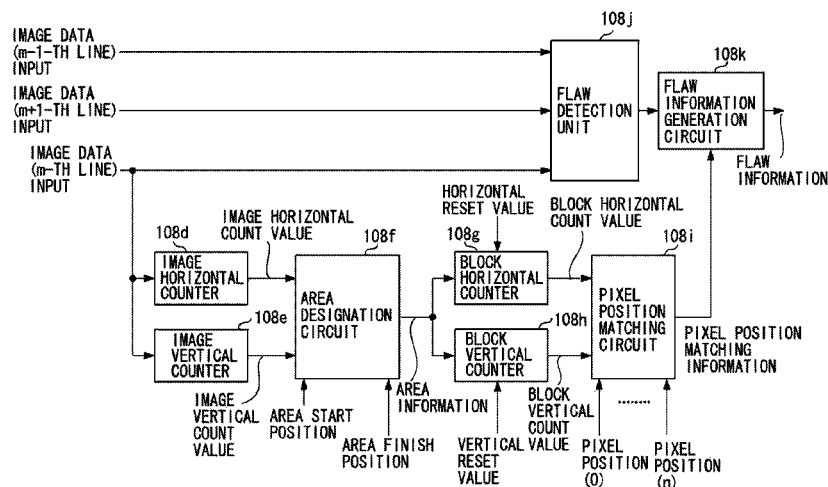 108j
IMAGE DATA
(m-1-TH LINE)
INPUT
108k
FLAW
INFORMATION
GENERATION
CIRCUIT
FLAW
DETECTION
UNIT
IMAGE DATA
(m+1-TH LINE)
INPUT
IMAGE DATA
(m-TH LINE)
INPUT
FLAW
INFORMATION
HORIZONTAL
RESET VALUE
BLOCK HORIZONTAL
COUNT VALUE
IMAGE HORIZONTAL
COUNT VALUE
108d
108f
108g
108i
IMAGE
HORIZONTAL
COUNTER
BLOCK
HORIZONTAL
COUNTER
AREA
DESIGNATION
CIRCUIT
PIXEL
POSITION
MATCHING
CIRCUIT
108e
108h
IMAGE
VERTICAL
COUNTER
BLOCK
VERTICAL
COUNTER
PIXEL POSITION
MATCHING
INFORMATION
AREA
INFORMATION
IMAGE
VERTICAL
COUNT
VALUE
AREA START
POSITION
AREA FINISH
POSITION
VERTICAL
RESET
VALUE
BLOCK
VERTICAL
COUNT
VALUE
PIXEL
POSITION
(0)
........
PIXEL
POSITION
(n)